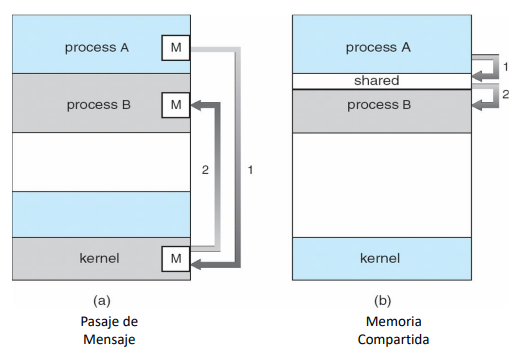 process A
M
process B
M
2
1
kernel
M
(a)
Pasaje de
Mensaje
process A
1
shared
2
process B
kernel
(b)
Memoria
Compartida